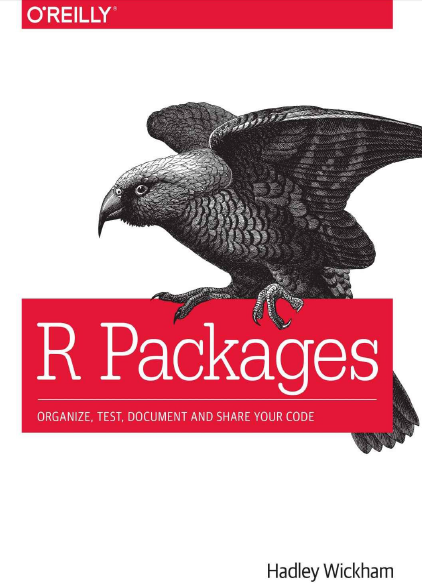 O'REILLY®
R Packages
ORGANIZE, TEST, DOCUMENT AND SHARE YOUR CODE
Hadley Wickham